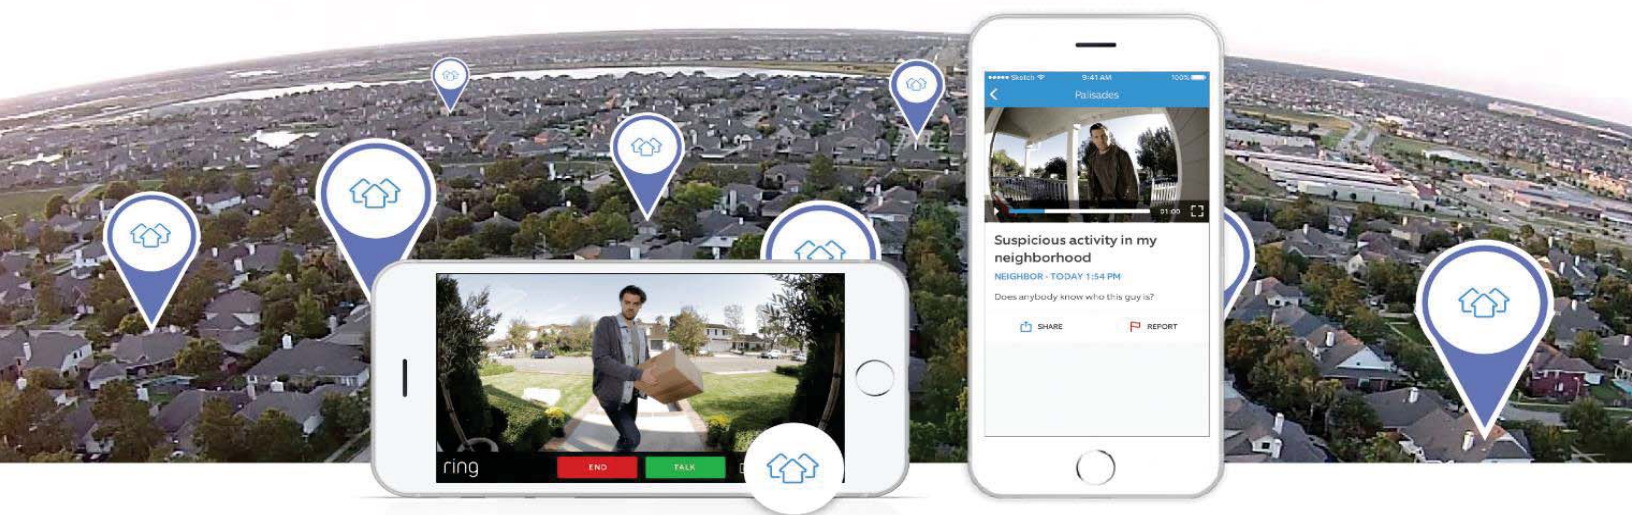 ring
END
TALK
Sketch 9:41 AM 100%
Palisades
01:00
Suspicious activity in my
neighborhood
NEIGHBOR - TODAY 1:54 PM
Does anybody know who this guy is?
SHARE REPORT